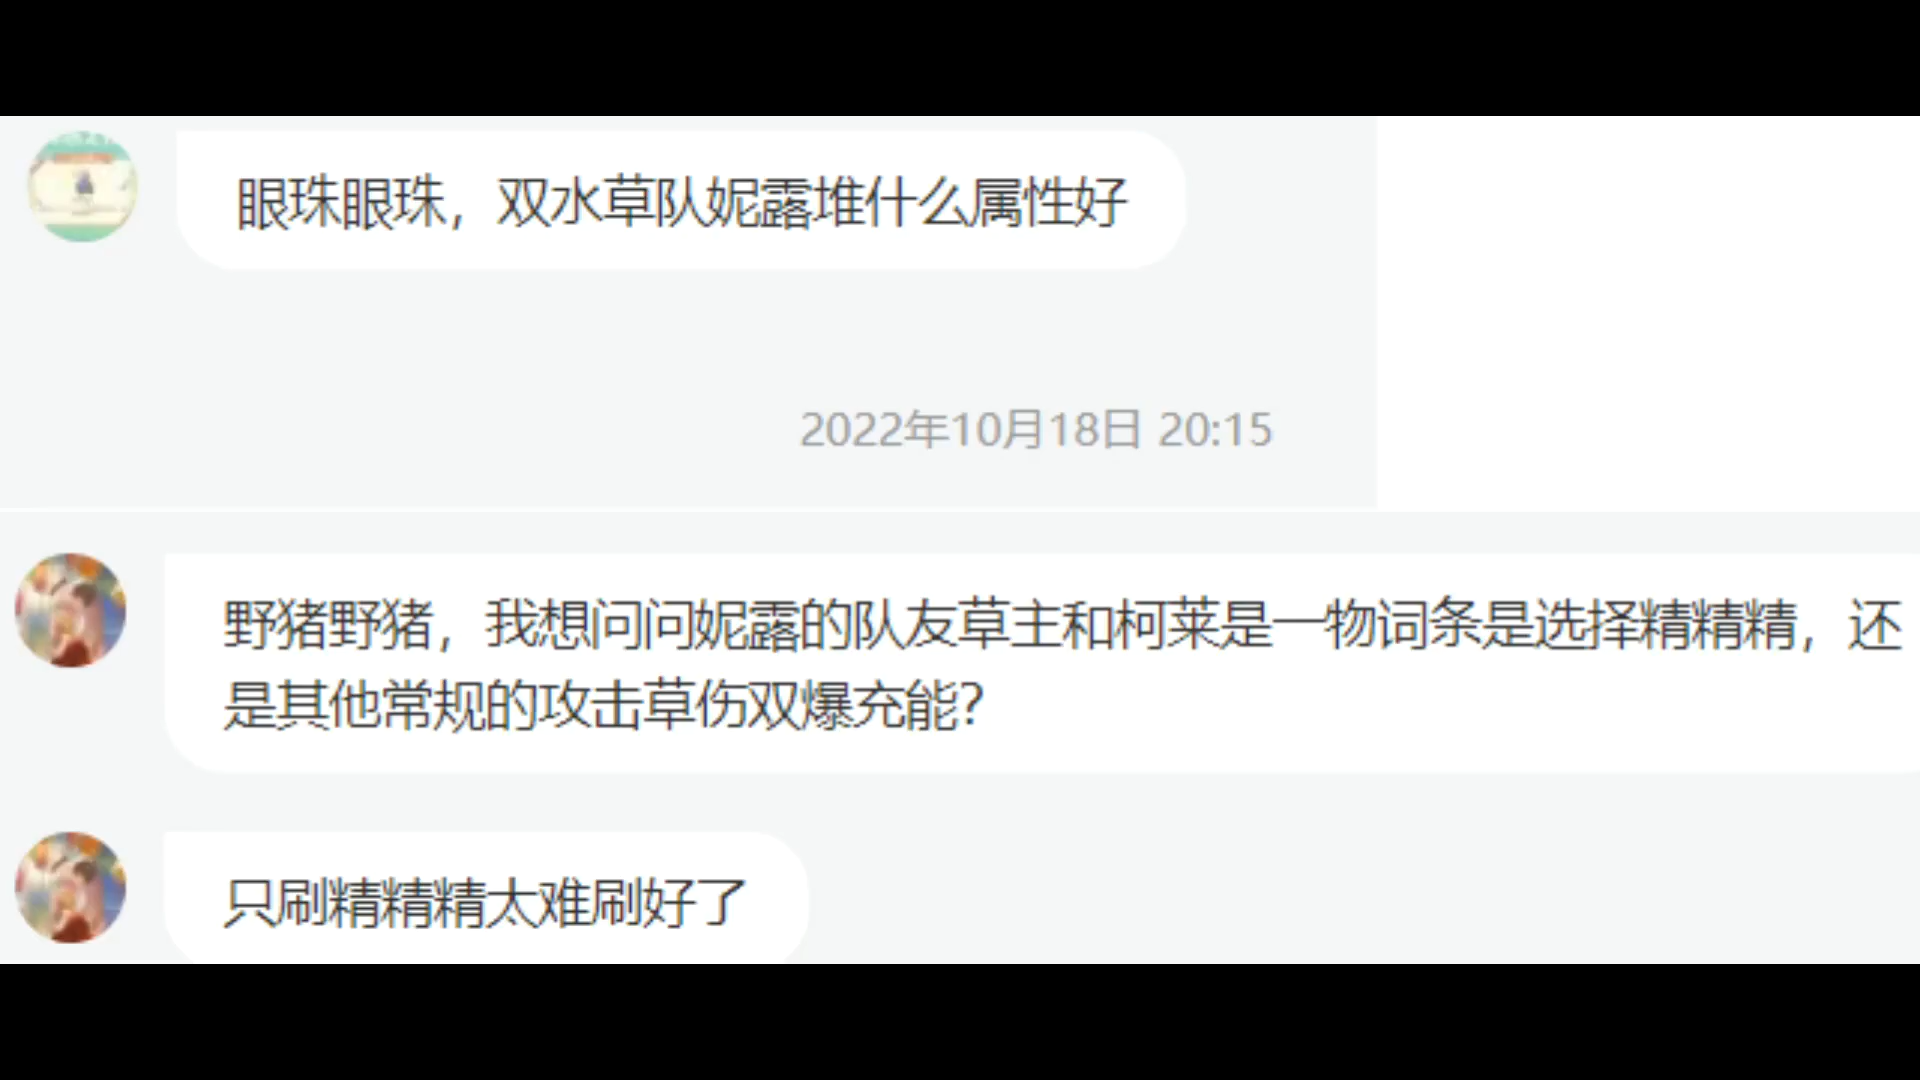 眼珠眼珠，双水草队妮露堆什么属性好
2022年10月18日 20:15
野猪野猪，我想问问妮露的队友草主和柯莱是一物词条是选择精精精，还
是其他常规的攻击草伤双爆充能？
只刷精精精太难刷好了